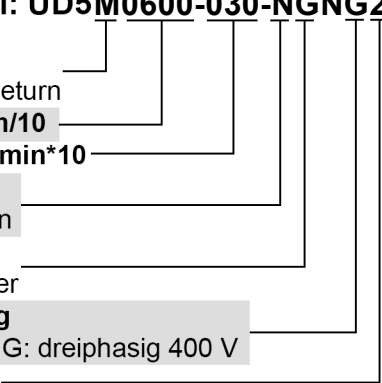 : UD5M0600-030-NGNG2
eturn
/10
min*10
n
er
g
G: dreiphasig 400 V